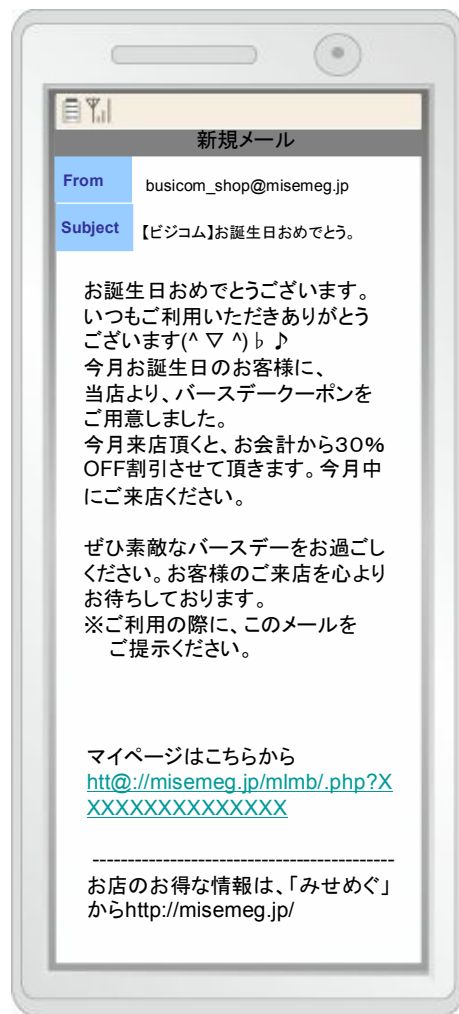 新規メール
From busicom_shop@misemeg.jp
Subject 【ビジコム】お誕生日おめでとう。
お誕生日おめでとうございます。
いつもご利用いただきありがとう
ございます(^ ▽ ^)♭♪
今月お誕生日のお客様に、
当店より、バースデークーポンを
ご用意しました。
今月来店頂くと、お会計から30%
OFF割引させて頂きます。今月中
にご来店ください。
ぜひ素敵なバースデーをお過ごし
ください。お客様のご来店を心より
お待ちしております。
※ご利用の際に、このメールを
ご提示ください。
マイページはこちらから
htt@://misemeg.jp/mlmb/.php?X
XXXXXXXXXXXXXX
-------------------------------------------
お店のお得な情報は、「みせめぐ」
からhttp://misemeg.jp/